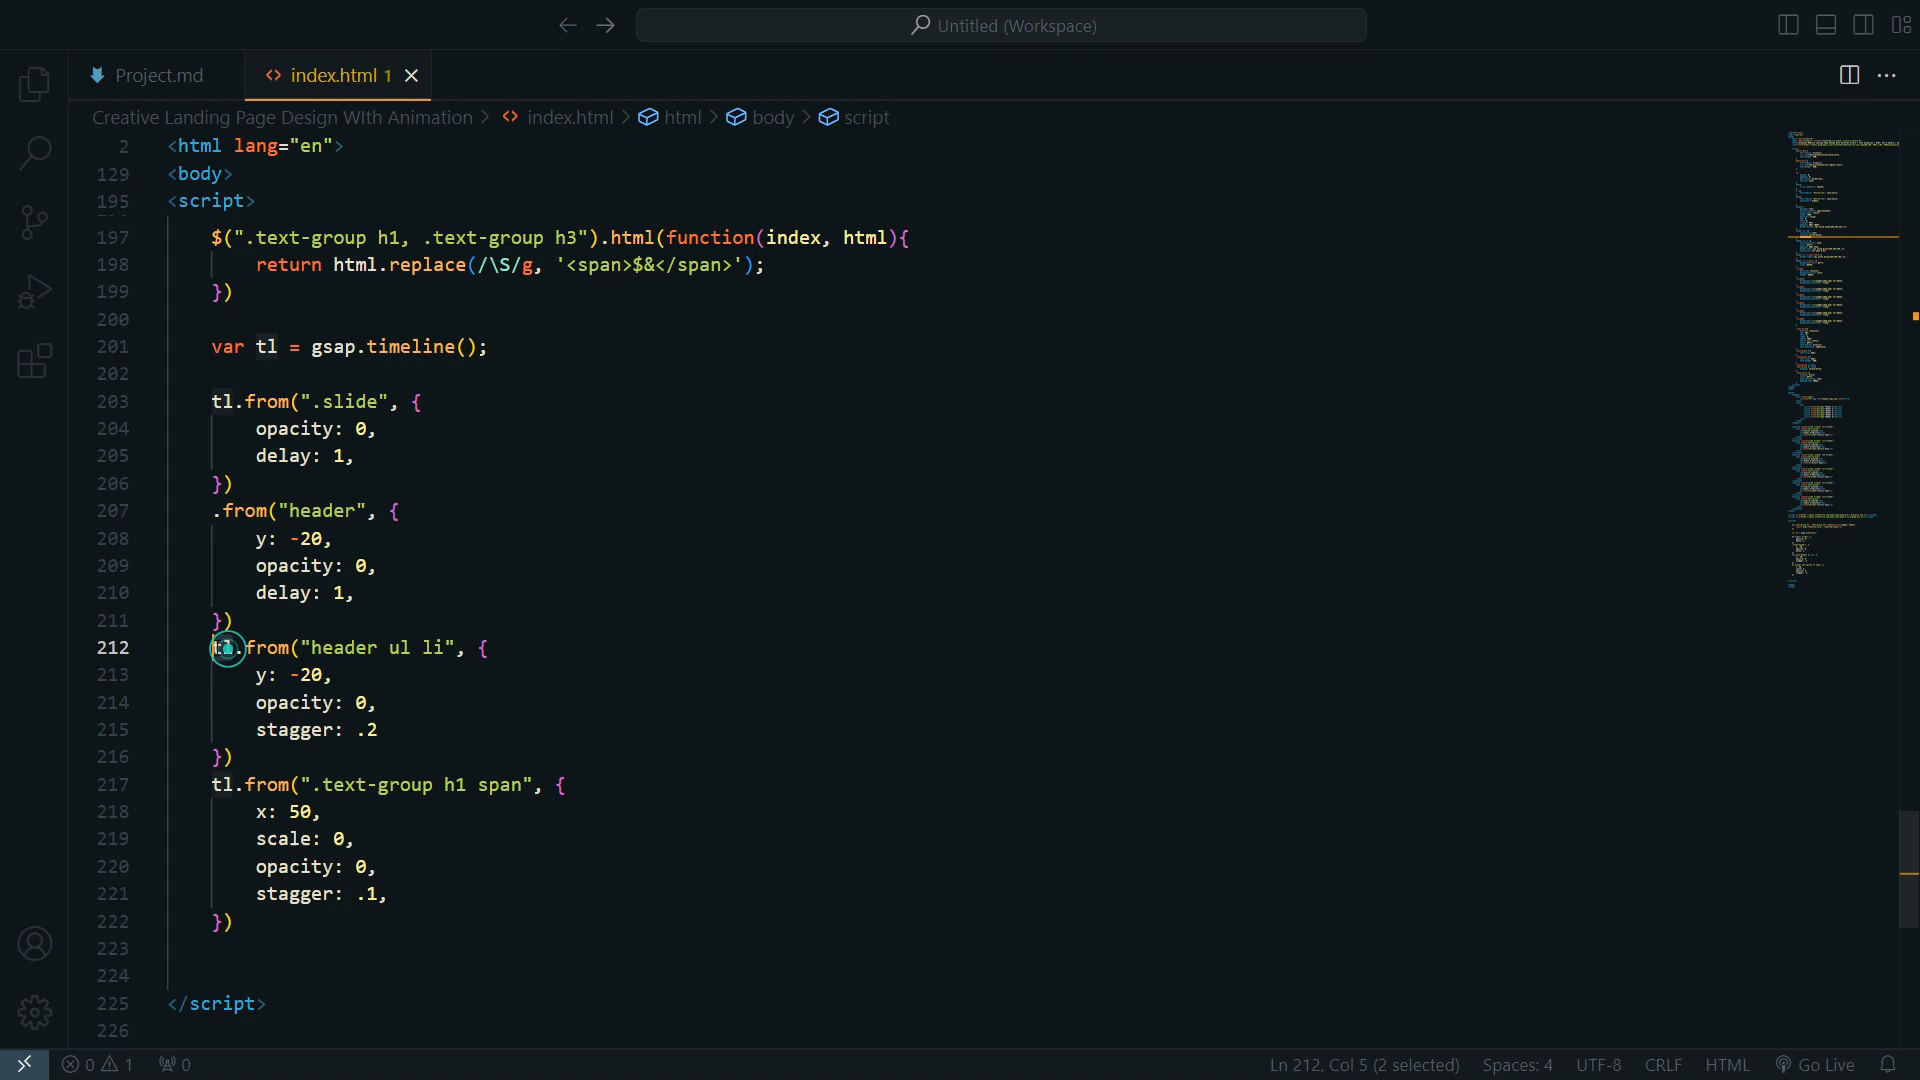 Untitled (Workspace)
Project.md
index.html 1
Creative Landing Page Design WIth Animation > index.html > html > body > script
2 <html lang="en">
129 <body>
195 <script>
197 $(".text-group h1, .text-group h3").html(function(index, html){
198 return html.replace(/\S/g, '<span>$&</span>');
199 })
200
201 var tl = gsap.timeline();
202
203 tl.from(".slide", {
204 opacity: 0,
205 delay: 1,
206 })
207 .from("header", {
208 y: -20,
209 opacity: 0,
210 delay: 1,
211 })
212 tl.from("header ul li", {
213 y: -20,
214 opacity: 0,
215 stagger: .2
216 })
217 tl.from(".text-group h1 span", {
218 x: 50,
219 scale: 0,
220 opacity: 0,
221 stagger: .1,
222 })
223
224
225 </script>
226
0 1 0
Ln 212, Col 5 (2 selected) Spaces: 4 UTF-8 CRLF HTML Go Live